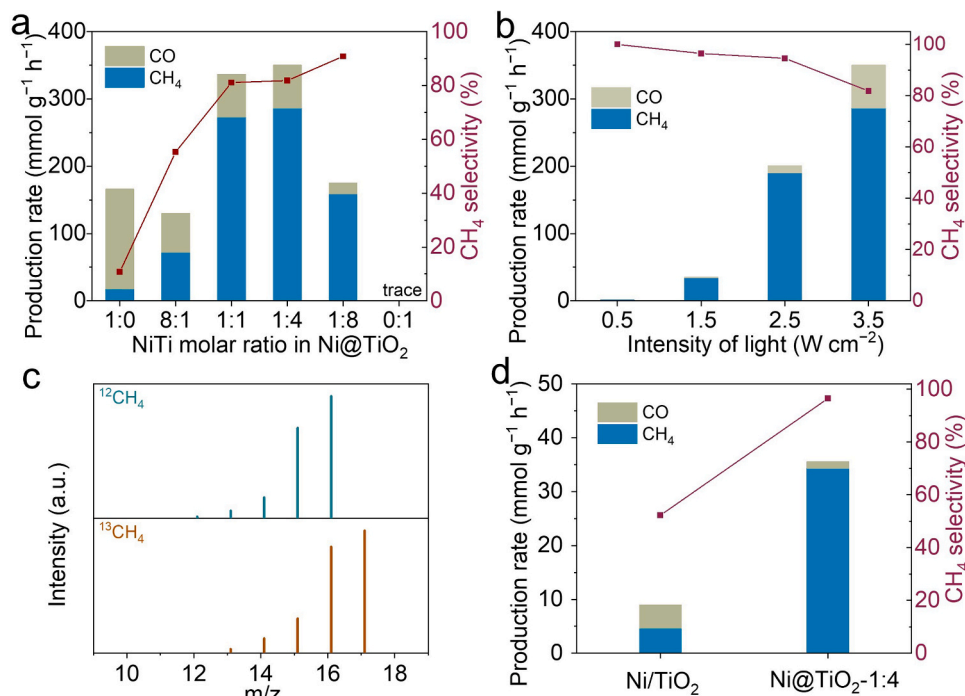 a
Production rate (mmol g⁻¹ h⁻¹)
400
300
200
100
0
CO
CH₄
trace
100
80
60
40
20
0
CH₄ selectivity (%)
1:0 8:1 1:1 1:4 1:8 0:1
NiTi molar ratio in Ni@TiO₂
b
Production rate (mmol g⁻¹ h⁻¹)
400
300
200
100
0
CO
CH₄
100
80
60
40
20
0
CH₄ selectivity (%)
0.5 1.5 2.5 3.5
Intensity of light (W cm⁻²)
c
Intensity (a.u.)
¹²CH₄
¹³CH₄
10 12 14 16 18
m/z
d
Production rate (mmol g⁻¹ h⁻¹)
50
40
30
20
10
0
CO
CH₄
100
80
60
40
20
0
CH₄ selectivity (%)
Ni/TiO₂ Ni@TiO₂-1:4